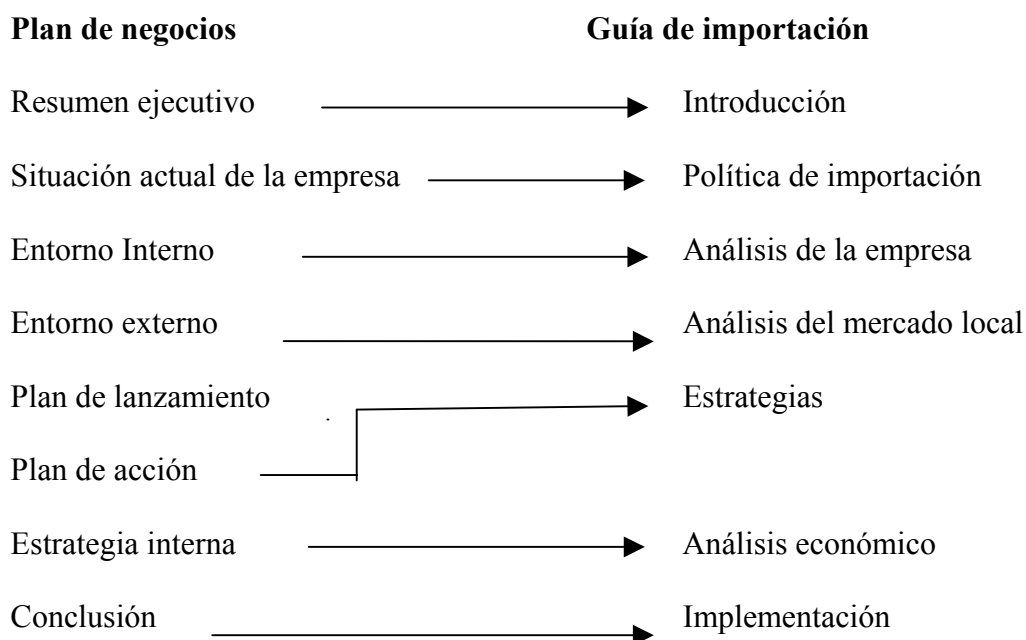 Plan de negocios Guía de importación
Resumen ejecutivo Introducción
Situación actual de la empresa Política de importación
Entorno Interno Análisis de la empresa
Entorno externo Análisis del mercado local
Plan de lanzamiento Estrategias
Plan de acción
Estrategia interna Análisis económico
Conclusión Implementación